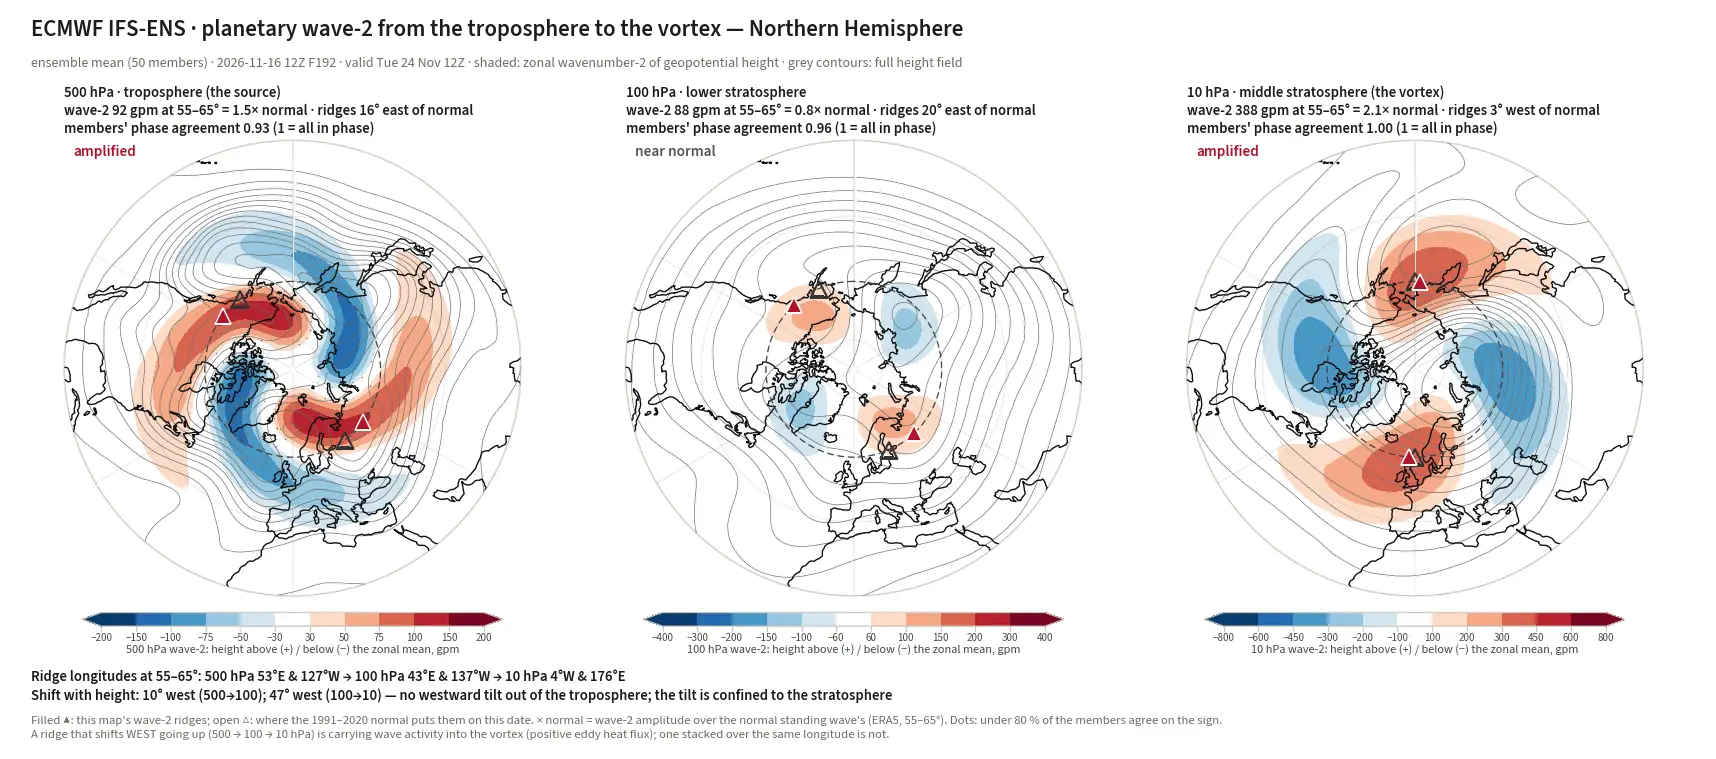 ECMWF IFS-ENS · planetary wave-2 from the troposphere to the vortex — Northern Hemisphere
ensemble mean (50 members) · 2026-11-16 12Z F192 · valid Tue 24 Nov 12Z · shaded: zonal wavenumber-2 of geopotential height · grey contours: full height field
500 hPa · troposphere (the source)
wave-2 92 gpm at 55–65° = 1.5× normal · ridges 16° east of normal
members' phase agreement 0.93 (1 = all in phase)
amplified
100 hPa · lower stratosphere
wave-2 88 gpm at 55–65° = 0.8× normal · ridges 20° east of normal
members' phase agreement 0.96 (1 = all in phase)
near normal
10 hPa · middle stratosphere (the vortex)
wave-2 388 gpm at 55–65° = 2.1× normal · ridges 3° west of normal
members' phase agreement 1.00 (1 = all in phase)
amplified
−200 −150 −100 −75 −50 −30 30 50 75 100 150 200
500 hPa wave-2: height above (+) / below (−) the zonal mean, gpm
−400 −300 −200 −150 −100 −60 60 100 150 200 300 400
100 hPa wave-2: height above (+) / below (−) the zonal mean, gpm
−800 −600 −450 −300 −200 −100 100 200 300 450 600 800
10 hPa wave-2: height above (+) / below (−) the zonal mean, gpm
Ridge longitudes at 55–65°: 500 hPa 53°E & 127°W → 100 hPa 43°E & 137°W → 10 hPa 4°W & 176°E
Shift with height: 10° west (500→100); 47° west (100→10) — no westward tilt out of the troposphere; the tilt is confined to the stratosphere
Filled ▲: this map's wave-2 ridges; open △: where the 1991–2020 normal puts them on this date. × normal = wave-2 amplitude over the normal standing wave's (ERA5, 55–65°). Dots: under 80 % of the members agree on the sign.
A ridge that shifts WEST going up (500 → 100 → 10 hPa) is carrying wave activity into the vortex (positive eddy heat flux); one stacked over the same longitude is not.